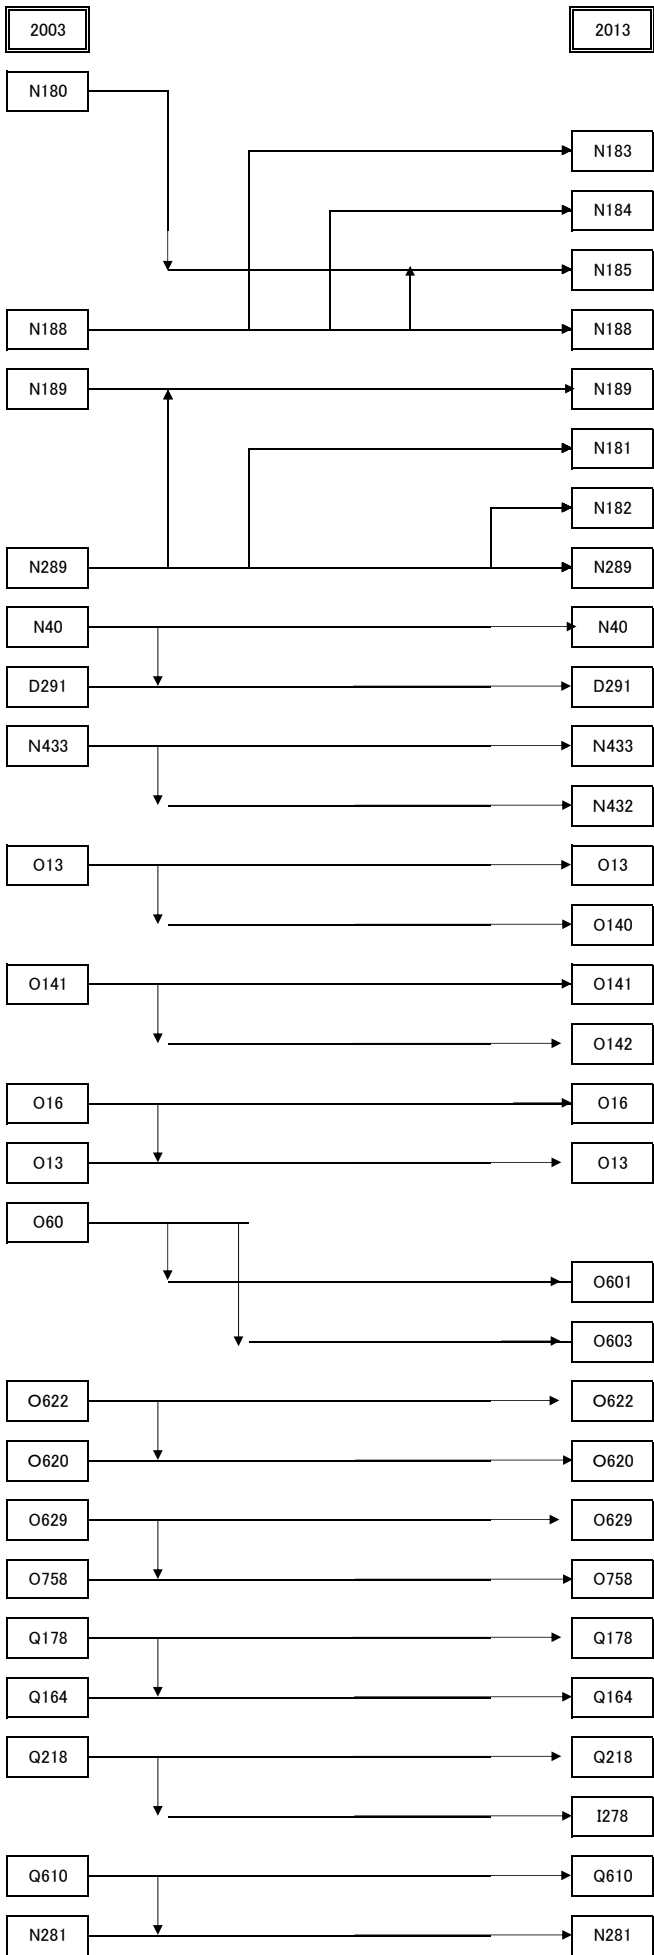 2003 2013
N180
N183
N184
N185
N188 N188
N189 N189
N181
N182
N289 N289
N40 N40
D291 D291
N433 N433
N432
O13 O13
O140
O141 O141
O142
O16 O16
O13 O13
O60
O601
O603
O622 O622
O620 O620
O629 O629
O758 O758
Q178 Q178
Q164 Q164
Q218 Q218
I278
Q610 Q610
N281 N281